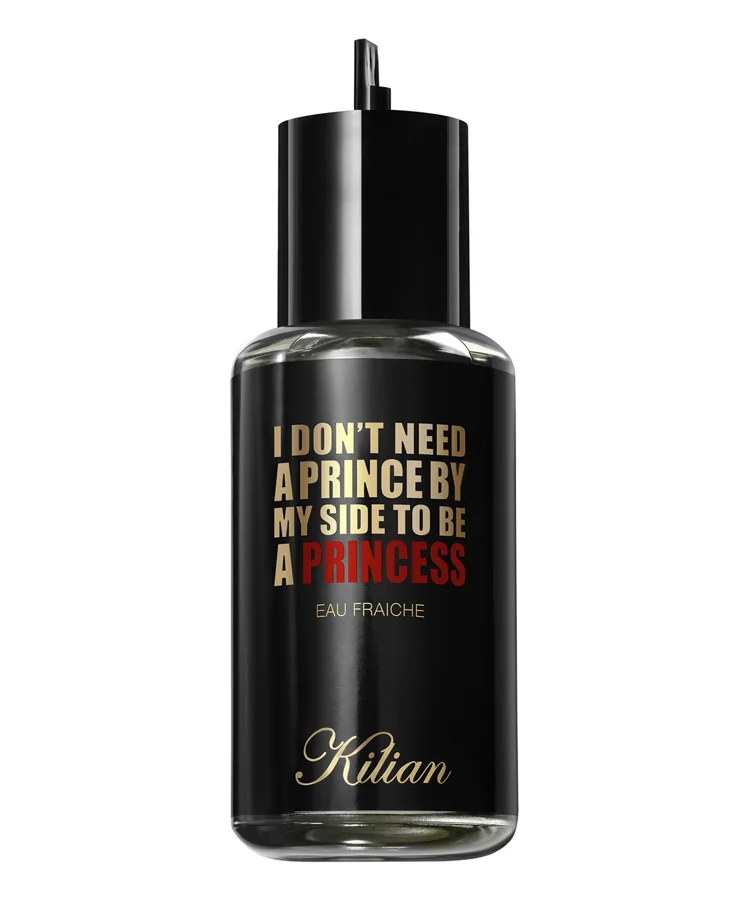 I DON'T NEED
A PRINCE BY
MY SIDE TO BE
A PRINCESS
EAU FRAICHE
Kilian